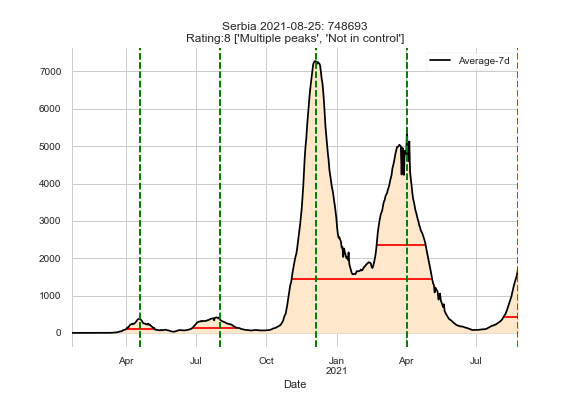 Serbia 2021-08-25: 748693
Rating:8 ['Multiple peaks', 'Not in control']
Average-7d
7000
6000
5000
4000
3000
2000
1000
0
Apr
Jul
Oct
Jan
2021
Apr
Jul
Date